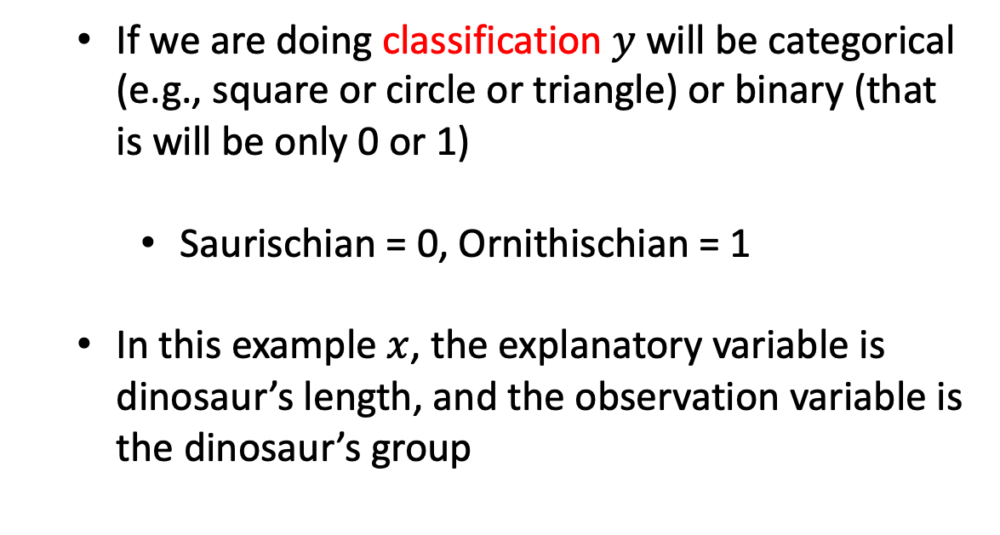 • If we are doing classification y will be categorical
(e.g., square or circle or triangle) or binary (that
is will be only 0 or 1)
• Saurischian = 0, Ornithischian = 1
• In this example x, the explanatory variable is
dinosaur’s length, and the observation variable is
the dinosaur’s group